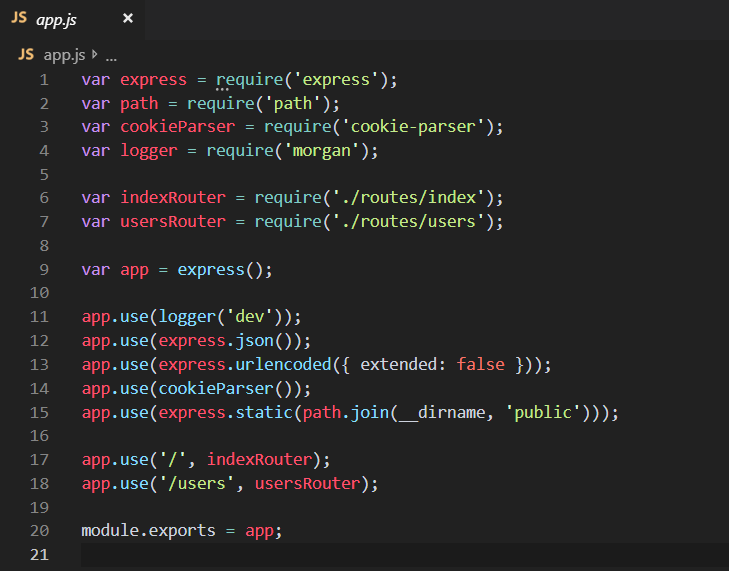 JS app.js ×
JS app.js ...
1 var express = require('express');
2 var path = require('path');
3 var cookieParser = require('cookie-parser');
4 var logger = require('morgan');
5
6 var indexRouter = require('./routes/index');
7 var usersRouter = require('./routes/users');
8
9 var app = express();
10
11 app.use(logger('dev'));
12 app.use(express.json());
13 app.use(express.urlencoded({ extended: false }));
14 app.use(cookieParser());
15 app.use(express.static(path.join(__dirname, 'public')));
16
17 app.use('/', indexRouter);
18 app.use('/users', usersRouter);
19
20 module.exports = app;
21